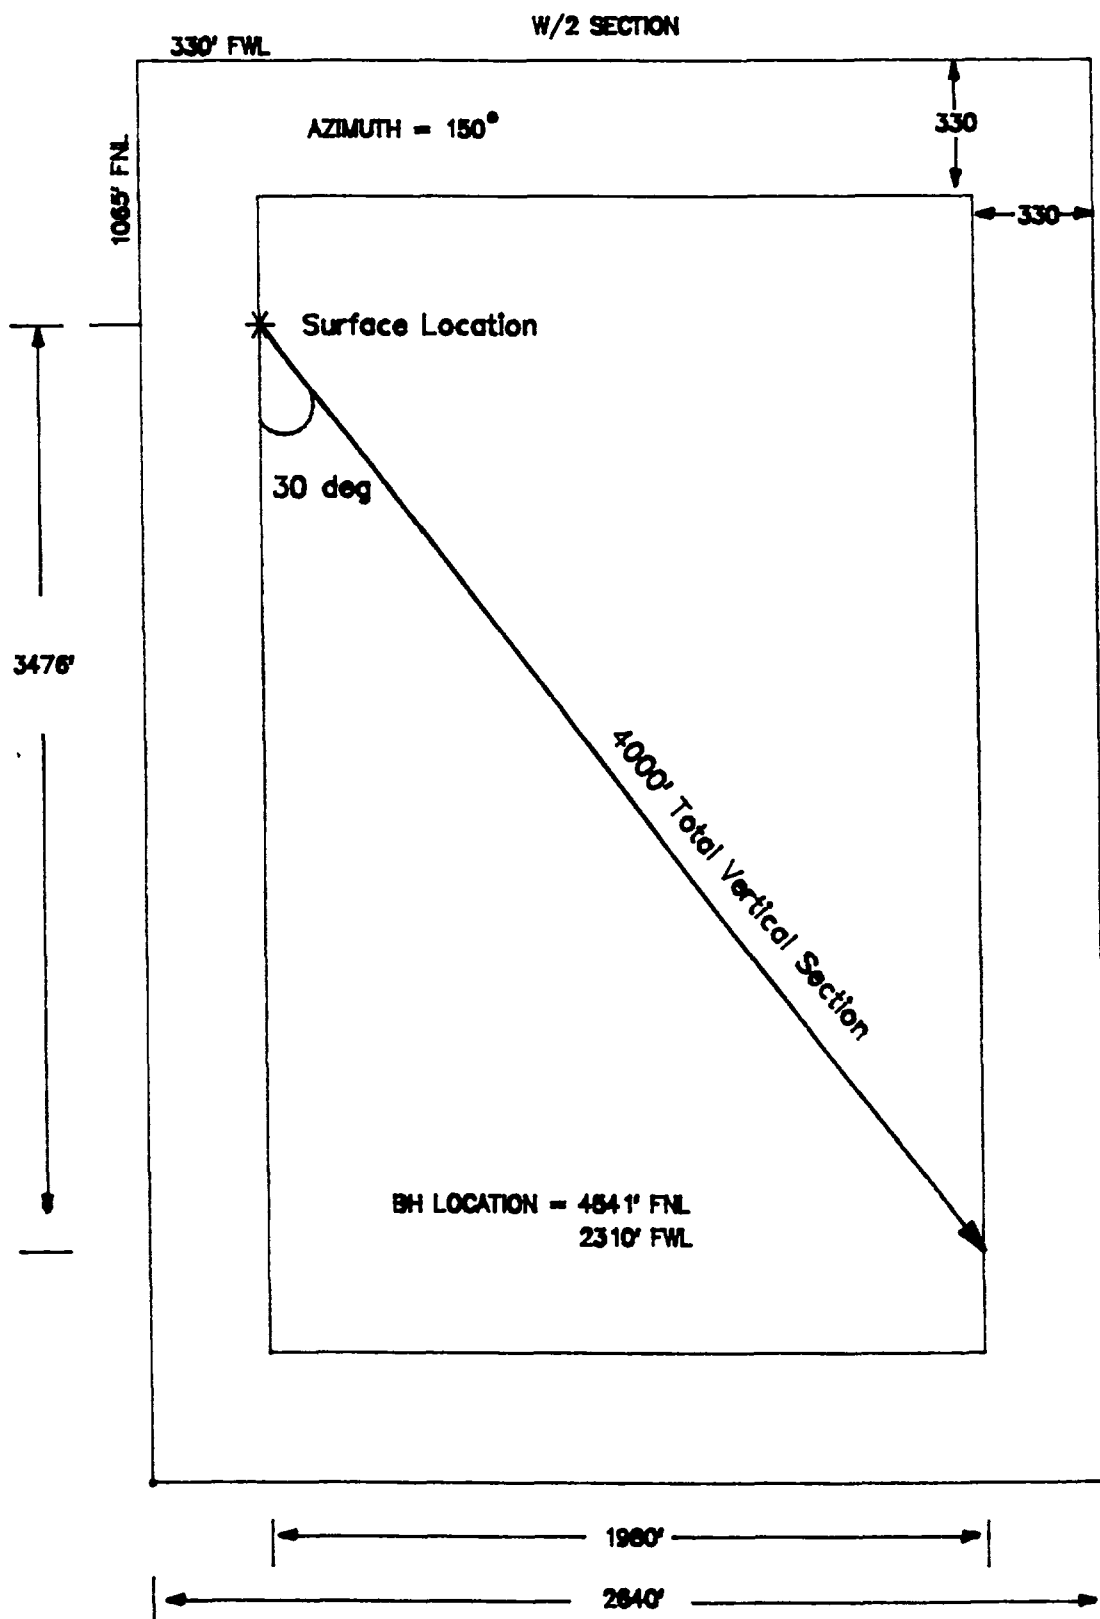 W/2 SECTION
330' FWL
AZIMUTH = 150°
330
1065' FNL
330
Surface Location
30 deg
3476'
4000' Total Vertical Section
BH LOCATION = 4541' FNL
2310' FWL
1980'
2640'